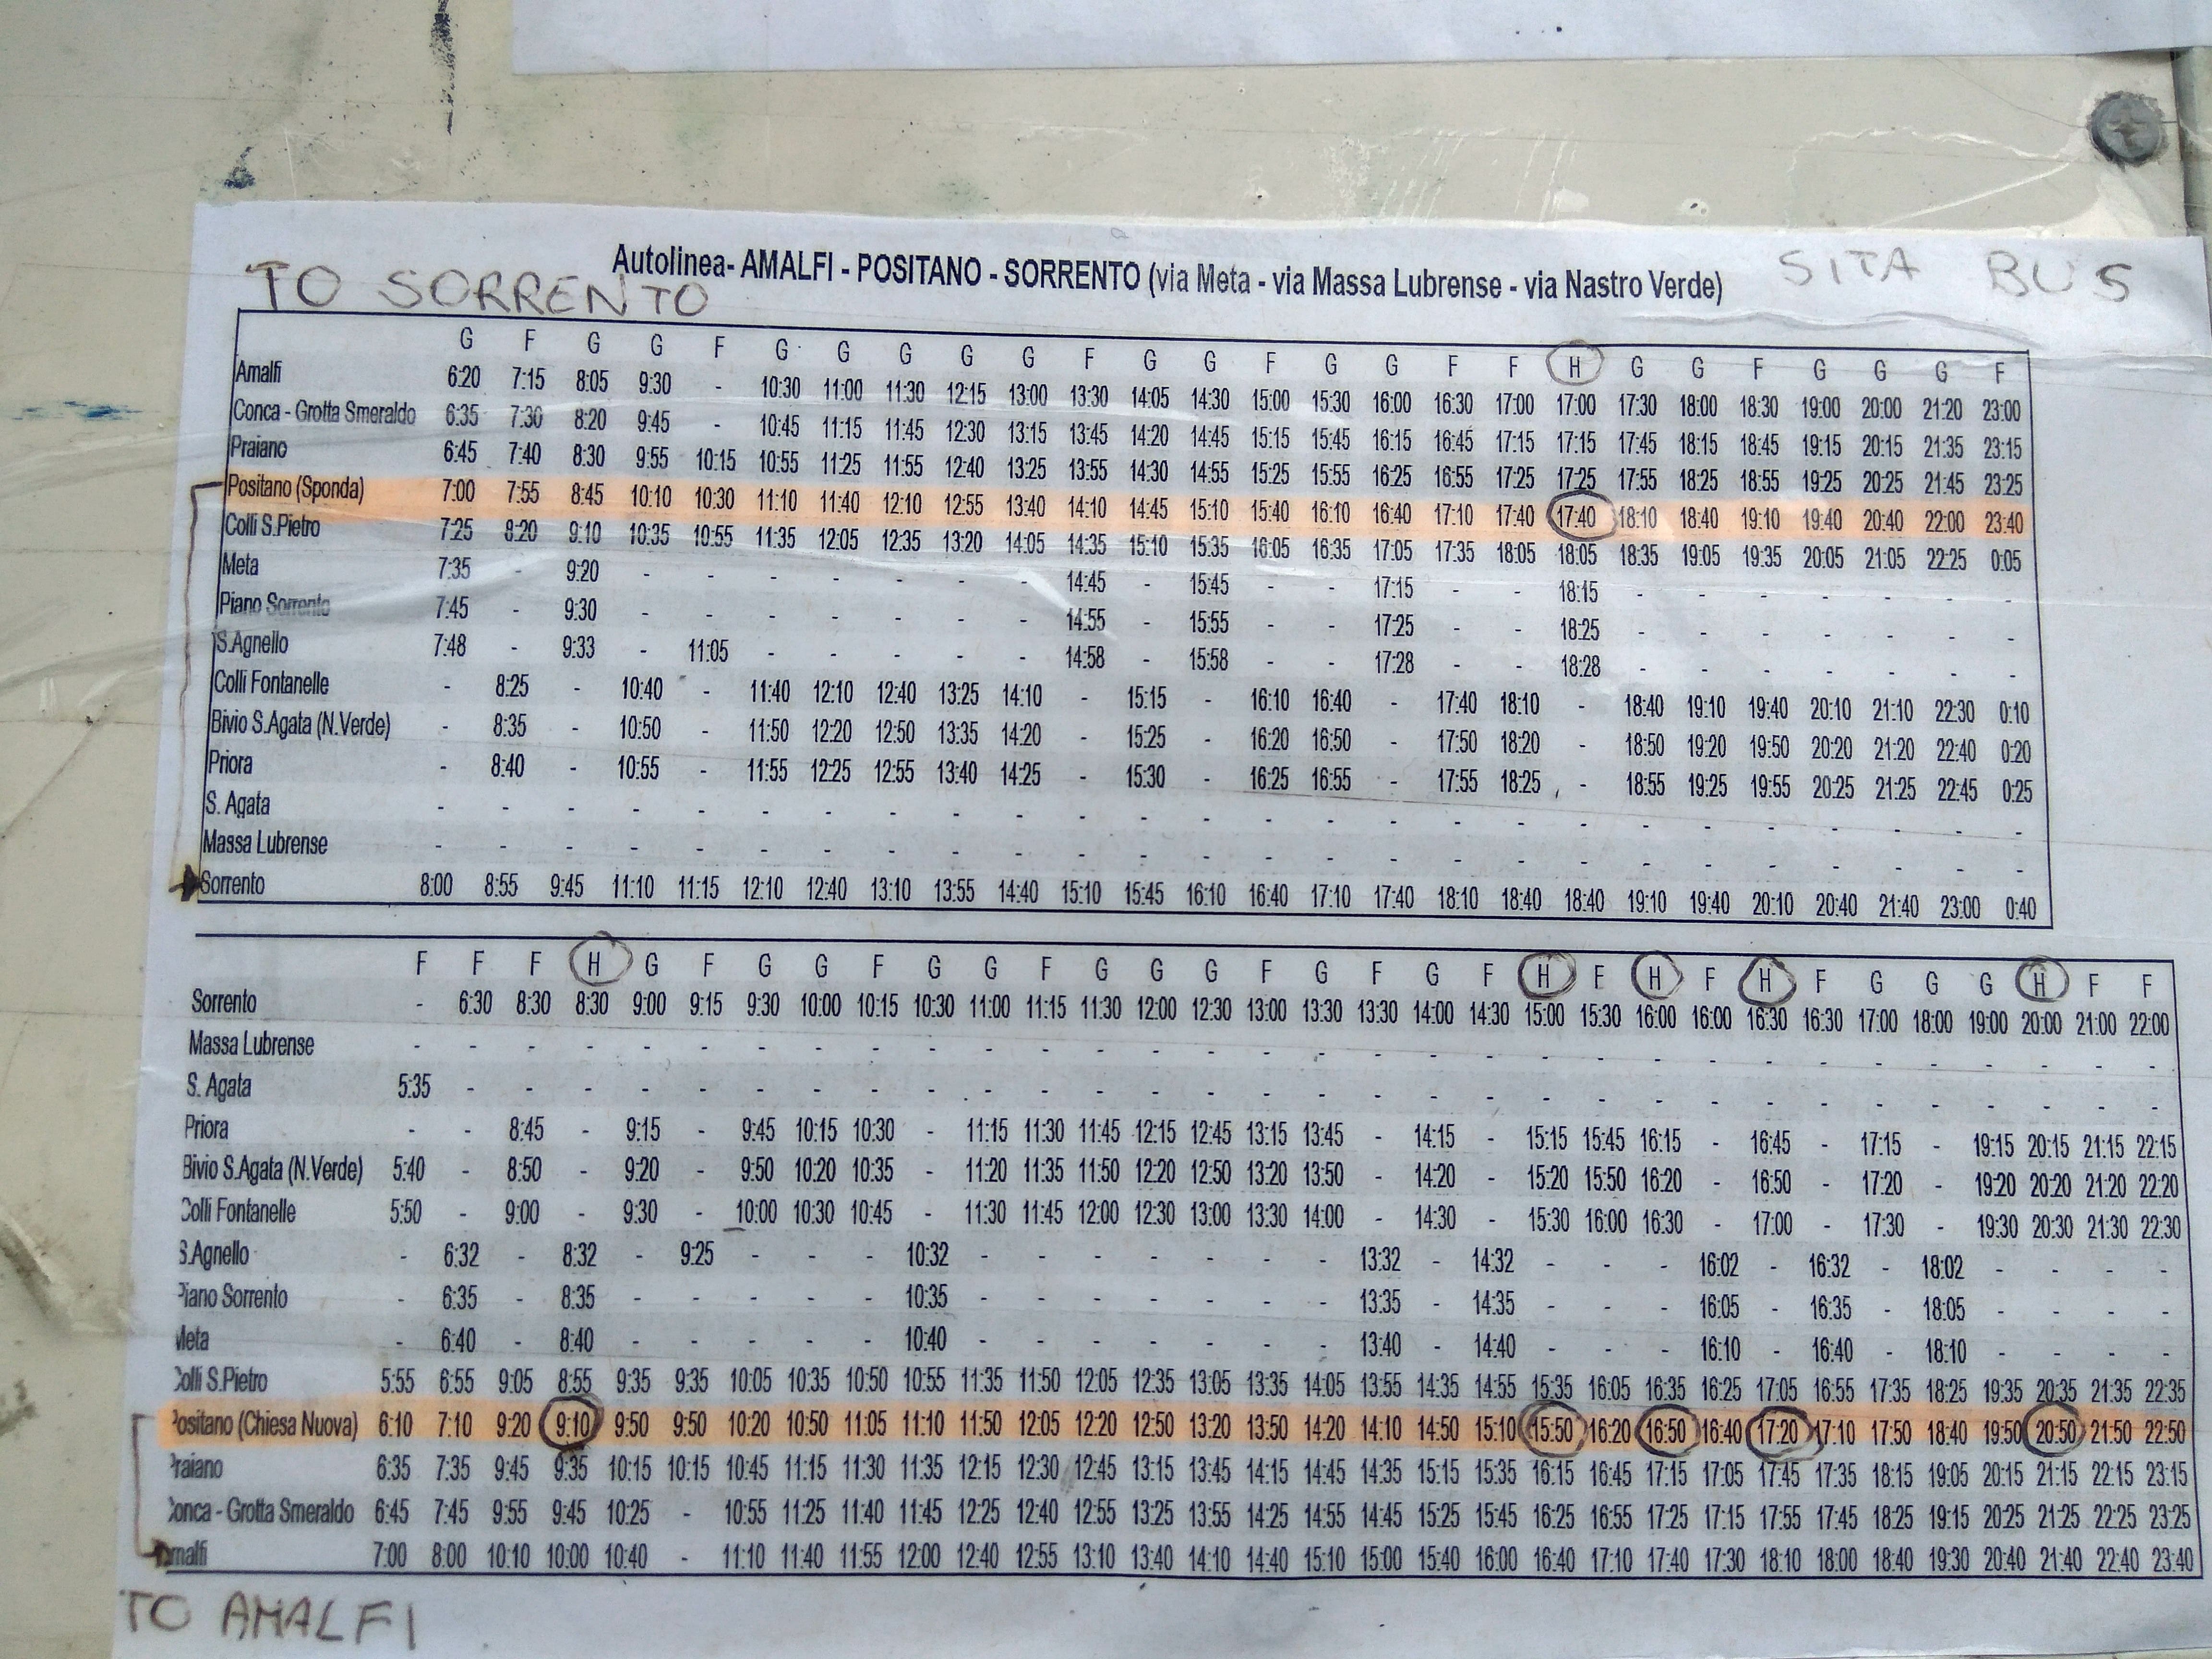 Autolinea- AMALFI - POSITANO - SORRENTO (via Meta - via Massa Lubrense - via Nastro Verde)
TO SORRENTO
SITA BUS
G F G G F G G G G G F G G F G G F F H G G F G G G F
Amalfi 6:20 7:15 8:05 9:30 - 10:30 11:00 11:30 12:15 13:00 13:30 14:05 14:30 15:00 15:30 16:00 16:30 17:00 17:00 17:30 18:00 18:30 19:00 20:00 21:20 23:00
Conca - Grotta Smeraldo 6:35 7:30 8:20 9:45 - 10:45 11:15 11:45 12:30 13:15 13:45 14:20 14:45 15:15 15:45 16:15 16:45 17:15 17:15 17:45 18:15 18:45 19:15 20:15 21:35 23:15
Praiano 6:45 7:40 8:30 9:55 10:15 10:55 11:25 11:55 12:40 13:25 13:55 14:30 14:55 15:25 15:55 16:25 16:55 17:25 17:25 17:55 18:25 18:55 19:25 20:25 21:45 23:25
Positano (Sponda) 7:00 7:55 8:45 10:10 10:30 11:10 11:40 12:10 12:55 13:40 14:10 14:45 15:10 15:40 16:10 16:40 17:10 17:40 17:40 18:10 18:40 19:10 19:40 20:40 22:00 23:40
Colli S.Pietro 7:25 8:20 9:10 10:35 10:55 11:35 12:05 12:35 13:20 14:05 14:35 15:10 15:35 16:05 16:35 17:05 17:35 18:05 18:05 18:35 19:05 19:35 20:05 21:05 22:25 0:05
Meta 7:35 - 9:20 - - - - - - - 14:45 - 15:45 - - 17:15 - - 18:15 - - - - - - -
Piano Sorrento 7:45 - 9:30 - - - - - - - 14:55 - 15:55 - - 17:25 - - 18:25 - - - - - - -
S.Agnello 7:48 - 9:33 - 11:05 - - - - - 14:58 - 15:58 - - 17:28 - - 18:28 - - - - - - -
Colli Fontanelle - 8:25 - 10:40 - 11:40 12:10 12:40 13:25 14:10 - 15:15 - 16:10 16:40 - 17:40 18:10 - 18:40 19:10 19:40 20:10 21:10 22:30 0:10
Bivio S.Agata (N.Verde) - 8:35 - 10:50 - 11:50 12:20 12:50 13:35 14:20 - 15:25 - 16:20 16:50 - 17:50 18:20 - 18:50 19:20 19:50 20:20 21:20 22:40 0:20
Priora - 8:40 - 10:55 - 11:55 12:25 12:55 13:40 14:25 - 15:30 - 16:25 16:55 - 17:55 18:25 - 18:55 19:25 19:55 20:25 21:25 22:45 0:25
S. Agata - - - - - - - - - - - - - - - - - - - - - - - - - -
Massa Lubrense - - - - - - - - - - - - - - - - - - - - - - - - - -
Sorrento 8:00 8:55 9:45 11:10 11:15 12:10 12:40 13:10 13:55 14:40 15:10 15:45 16:10 16:40 17:10 17:40 18:10 18:40 18:40 19:10 19:40 20:10 20:40 21:40 23:00 0:40
F F F H G F G G F G G F G G G F G F G F H F H F H F G G G H F F
Sorrento - 6:30 8:30 8:30 9:00 9:15 9:30 10:00 10:15 10:30 11:00 11:15 11:30 12:00 12:30 13:00 13:30 13:30 14:00 14:30 15:00 15:30 16:00 16:00 16:30 16:30 17:00 18:00 19:00 20:00 21:00 22:00
Massa Lubrense - - - - - - - - - - - - - - - - - - - - - - - - - - - - - - - -
S. Agata 5:35 - - - - - - - - - - - - - - - - - - - - - - - - - - - - - - -
Priora - - 8:45 - 9:15 - 9:45 10:15 10:30 - 11:15 11:30 11:45 12:15 12:45 13:15 13:45 - 14:15 - 15:15 15:45 16:15 - 16:45 - 17:15 - 19:15 20:15 21:15 22:15
Bivio S.Agata (N.Verde) 5:40 - 8:50 - 9:20 - 9:50 10:20 10:35 - 11:20 11:35 11:50 12:20 12:50 13:20 13:50 - 14:20 - 15:20 15:50 16:20 - 16:50 - 17:20 - 19:20 20:20 21:20 22:20
Colli Fontanelle 5:50 - 9:00 - 9:30 - 10:00 10:30 10:45 - 11:30 11:45 12:00 12:30 13:00 13:30 14:00 - 14:30 - 15:30 16:00 16:30 - 17:00 - 17:30 - 19:30 20:30 21:30 22:30
S.Agnello - 6:32 - 8:32 - 9:25 - - - 10:32 - - - - - - - 13:32 - 14:32 - - - 16:02 - 16:32 - 18:02 - - - -
Piano Sorrento - 6:35 - 8:35 - - - - - 10:35 - - - - - - - 13:35 - 14:35 - - - 16:05 - 16:35 - 18:05 - - - -
Meta - 6:40 - 8:40 - - - - - 10:40 - - - - - - - 13:40 - 14:40 - - - 16:10 - 16:40 - 18:10 - - - -
Colli S.Pietro 5:55 6:55 9:05 8:55 9:35 9:35 10:05 10:35 10:50 10:55 11:35 11:50 12:05 12:35 13:05 13:35 14:05 13:55 14:35 14:55 15:35 16:05 16:35 16:25 17:05 16:55 17:35 18:25 19:35 20:35 21:35 22:35
Positano (Chiesa Nuova) 6:10 7:10 9:20 9:10 9:50 9:50 10:20 10:50 11:05 11:10 11:50 12:05 12:20 12:50 13:20 13:50 14:20 14:10 14:50 15:10 15:50 16:20 16:50 16:40 17:20 17:10 17:50 18:40 19:50 20:50 21:50 22:50
Praiano 6:35 7:35 9:45 9:35 10:15 10:15 10:45 11:15 11:30 11:35 12:15 12:30 12:45 13:15 13:45 14:15 14:45 14:35 15:15 15:35 16:15 16:45 17:15 17:05 17:45 17:35 18:15 19:05 20:15 21:15 22:15 23:15
Conca - Grotta Smeraldo 6:45 7:45 9:55 9:45 10:25 - 10:55 11:25 11:40 11:45 12:25 12:40 12:55 13:25 13:55 14:25 14:55 14:45 15:25 15:45 16:25 16:55 17:25 17:15 17:55 17:45 18:25 19:15 20:25 21:25 22:25 23:25
Amalfi 7:00 8:00 10:10 10:00 10:40 - 11:10 11:40 11:55 12:00 12:40 12:55 13:10 13:40 14:10 14:40 15:10 15:00 15:40 16:00 16:40 17:10 17:40 17:30 18:10 18:00 18:40 19:30 20:40 21:40 22:40 23:40
TO AMALFI